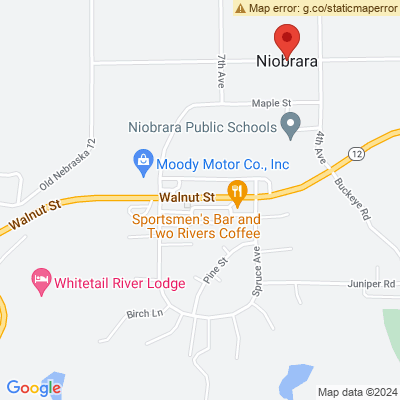 Map error: g.co/staticmaperror
Niobrara
7th Ave
Maple St
Niobrara Public Schools
4th Ave
Old Nebraska 12
Moody Motor Co., Inc
12
Walnut St
Walnut St
Buckeye Rd
Sportsmen's Bar and
Two Rivers Coffee
Pine St
Spruce Ave
Whitetail River Lodge
Juniper Rd
Birch Ln
Google
Map data ©2024